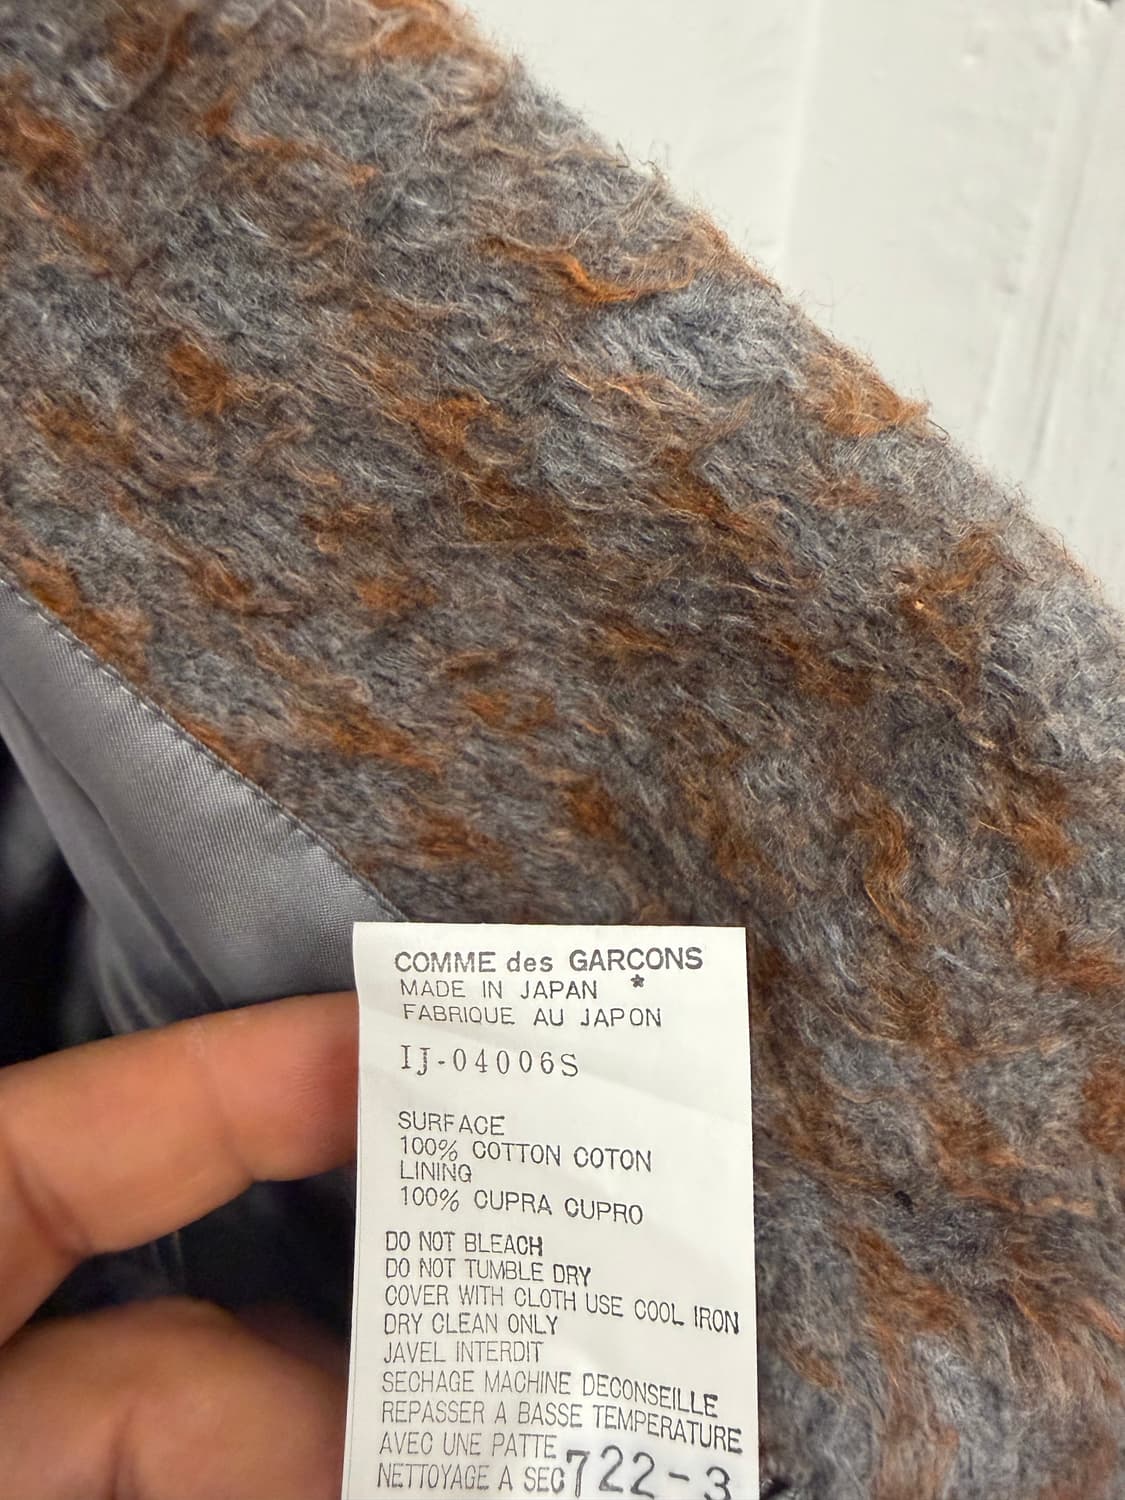 COMME des GARCONS
MADE IN JAPAN *
FABRIQUE AU JAPON
IJ-04006S
SURFACE
100% COTTON COTON
LINING
100% CUPRA CUPRO
DO NOT BLEACH
DO NOT TUMBLE DRY
COVER WITH CLOTH USE COOL IRON
DRY CLEAN ONLY
JAVEL INTERDIT
SECHAGE MACHINE DECONSEILLE
REPASSER A BASSE TEMPERATURE
AVEC UNE PATTE
NETTOYAGE A SEC 722-3